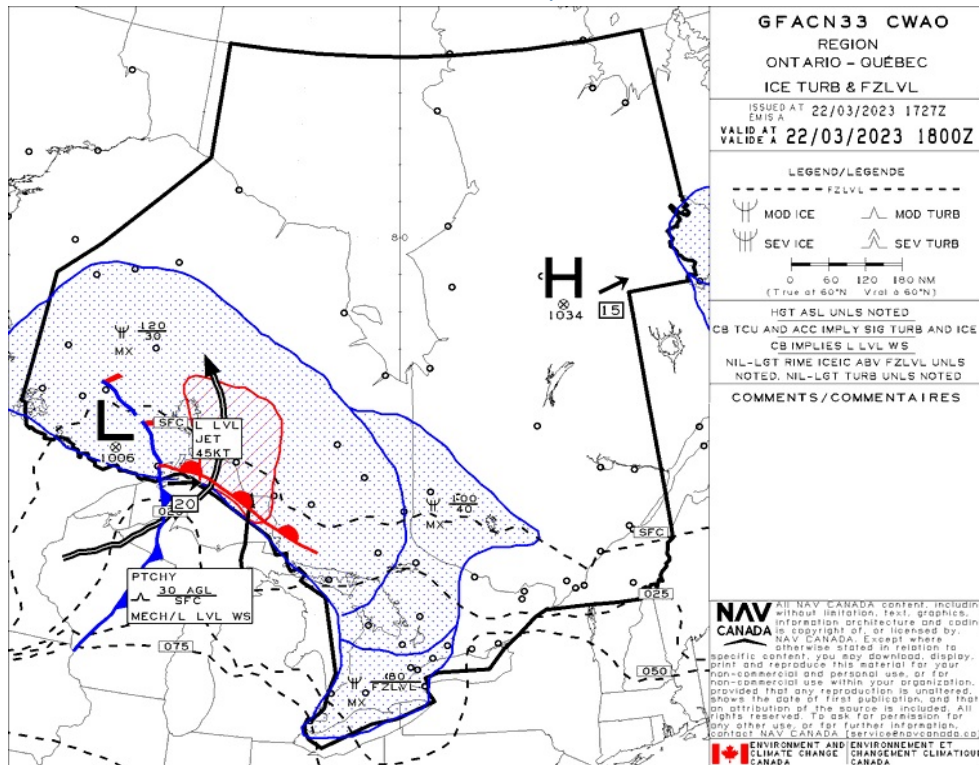 GFACN33 CWAO
REGION
ONTARIO - QUÉBEC
ICE TURB & FZLVL
ISSUED AT
ÉMIS A
22/03/2023 1727Z
VALID AT
VALIDE A
22/03/2023 1800Z
LEGEND/LÉGENDE
FZLVL
MOD ICE
MOD TURB
SEV ICE
SEV TURB
0 60 120 180 NM
(True at 60°N Vrai à 60°N)
HGT ASL UNLS NOTED
CB TCU AND ACC IMPLY SIG TURB AND ICE
CB IMPLIES L LVL WS
NIL-LGT RIME ICEIC ABV FZLVL UNLS
NOTED. NIL-LGT TURB UNLS NOTED
COMMENTS/COMMENTAIRES
80
H
1034
15
120
30
MX
L
1006
SFC
L LVL
JET
45KT
20
100
40
MX
SFC
PTCHY
30 AGL
SFC
MECH/L LVL WS
025
075
050
80
FZLVL
MX
NAV
CANADA
All NAV CANADA content, including
without limitation, text, graphics,
information architecture and coding
is copyright of, or licensed by,
NAV CANADA. Except where
otherwise stated in relation to
specific content, you may download, display,
print and reproduce this material for your
non-commercial and personal use, or for
non-commercial use within your organization,
provided that any reproduction is unaltered,
shows the date of first publication, and that
an attribution of the source is included. All
rights reserved. To ask for permission for
any other use, or for further information,
contact NAV CANADA [service@navcanada.ca]
ENVIRONMENT AND
CLIMATE CHANGE
CANADA
ENVIRONNEMENT ET
CHANGEMENT CLIMATIQUE
CANADA